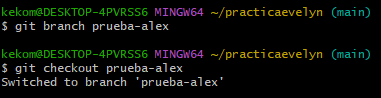 kekom@DESKTOP-4PVRSS6 MINGW64 ~/practicaevelyn (main)
$ git branch prueba-alex
kekom@DESKTOP-4PVRSS6 MINGW64 ~/practicaevelyn (main)
$ git checkout prueba-alex
Switched to branch 'prueba-alex'